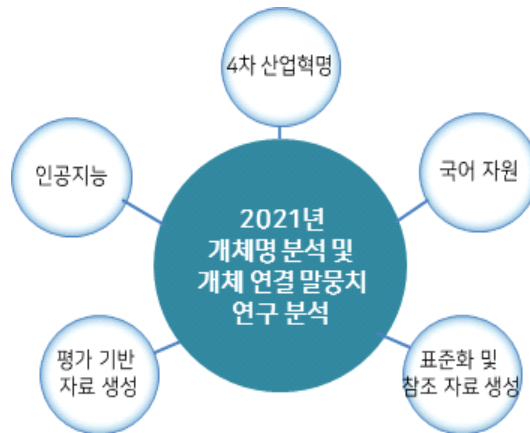 4차 산업혁명
인공지능
국어 자원
2021년
개체명 분석 및
개체 연결 말뭉치
연구 분석
평가 기반
자료 생성
표준화 및
참조 자료 생성